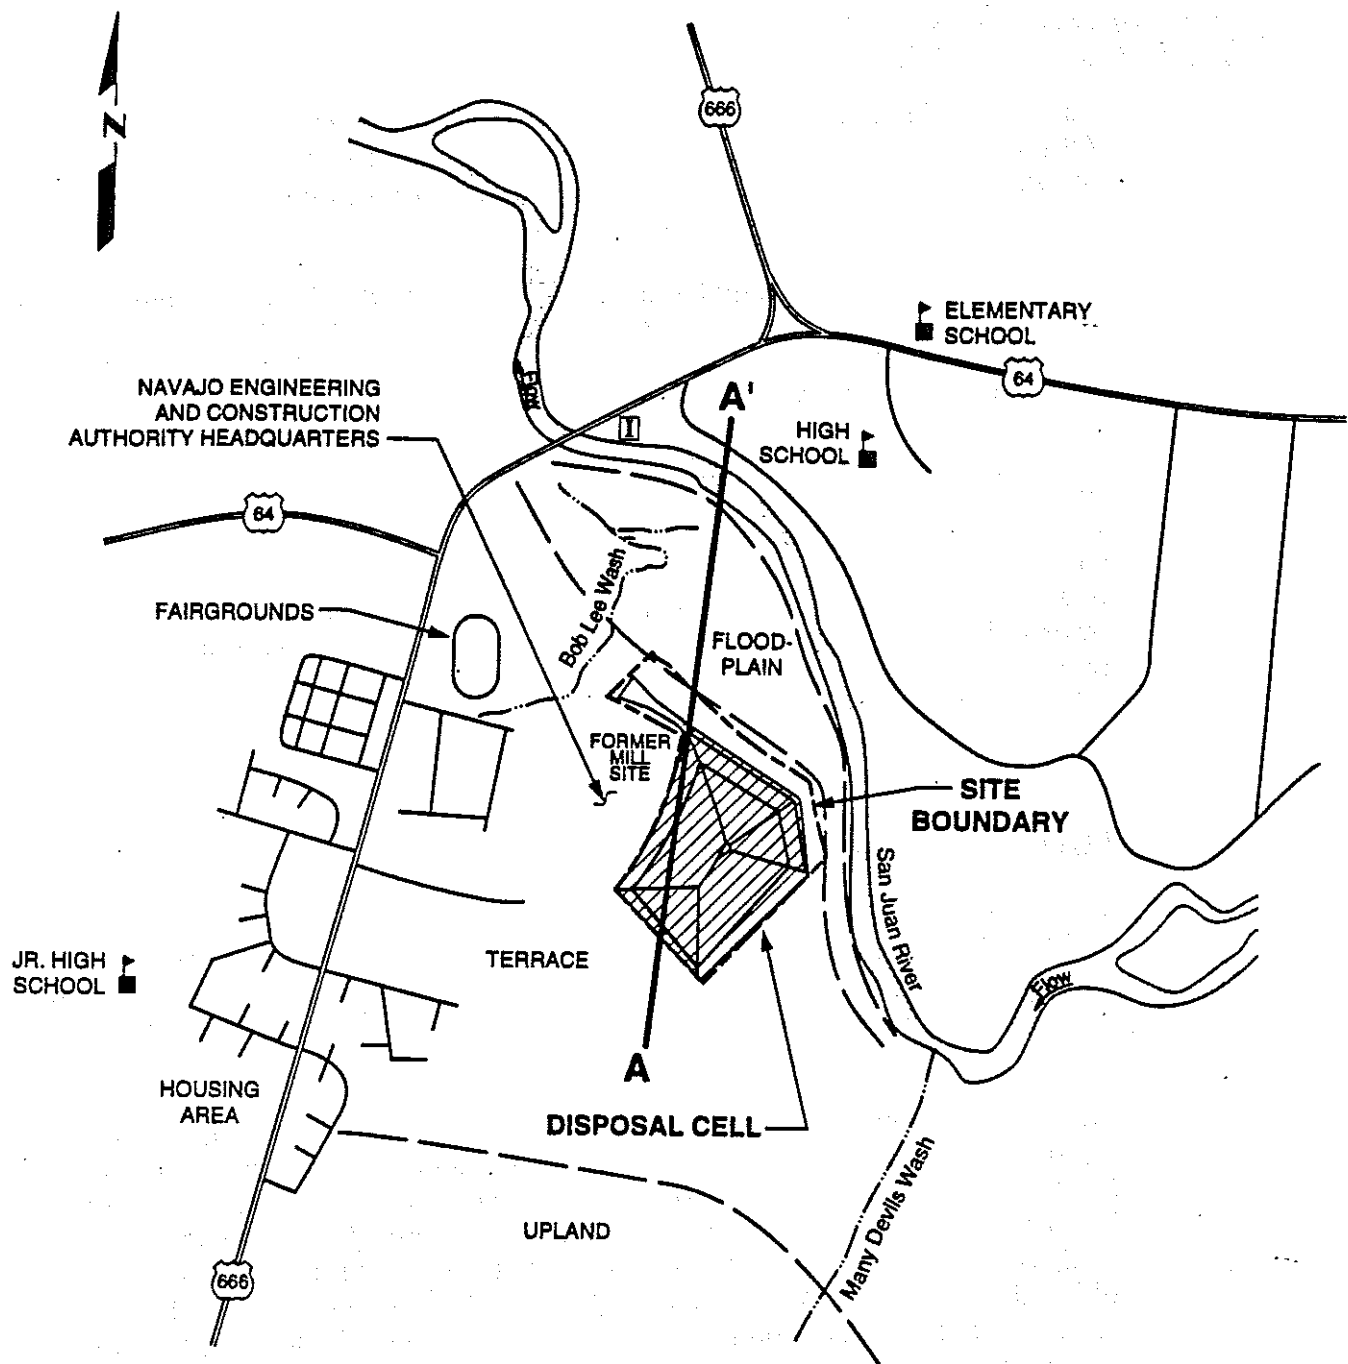 N
666
ELEMENTARY
SCHOOL
64
NAVAJO ENGINEERING
AND CONSTRUCTION
AUTHORITY HEADQUARTERS
Flow
A'
I
HIGH
SCHOOL
64
Bob Lee Wash
FAIRGROUNDS
FLOOD-
PLAIN
FORMER
MILL
SITE
SITE
BOUNDARY
San Juan River
JR. HIGH
SCHOOL
TERRACE
Flow
A
HOUSING
AREA
DISPOSAL CELL
Many Devils Wash
UPLAND
666